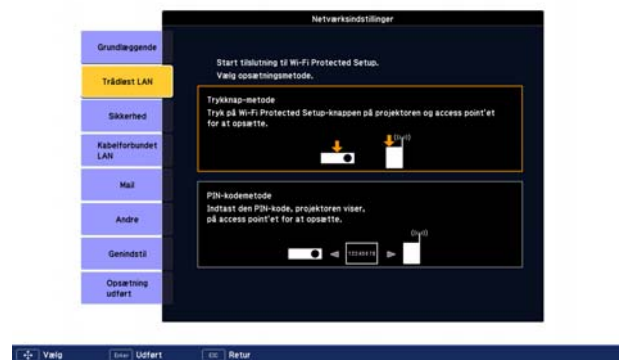 Netværksindstillinger
Grundlæggende
Trådløst LAN
Sikkerhed
Kabelforbundet
LAN
Mail
Andre
Genindstil
Opsætning
udført
Start tilslutning til Wi-Fi Protected Setup.
Vælg opsætningsmetode.
Trykknap-metode
Tryk på Wi-Fi Protected Setup-knappen på projektoren og access point'et
for at opsætte.
PIN-kodemetode
Indtast den PIN-kode, projektoren viser,
på access point'et for at opsætte.
Vælg
Enter Udført
ESC Retur